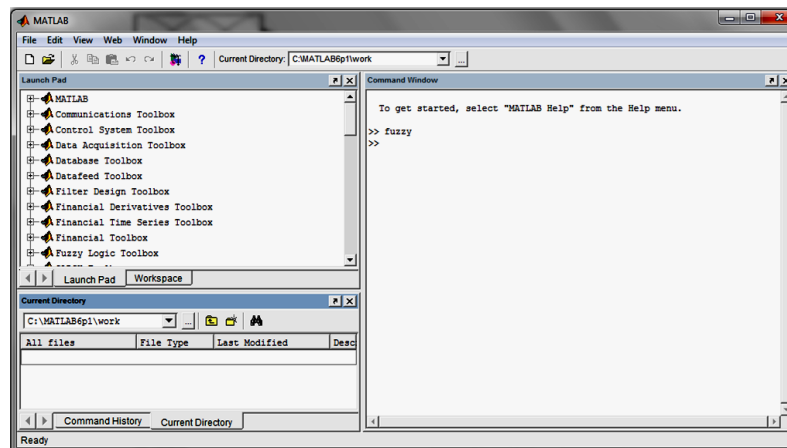 MATLAB
File Edit View Web Window Help
? Current Directory: C:\MATLAB6p1\work ...
Launch Pad
MATLAB
Communications Toolbox
Control System Toolbox
Data Acquisition Toolbox
Database Toolbox
Datafeed Toolbox
Filter Design Toolbox
Financial Derivatives Toolbox
Financial Time Series Toolbox
Financial Toolbox
Fuzzy Logic Toolbox
Launch Pad Workspace
Current Directory
C:\MATLAB6p1\work ...
All files File Type Last Modified Desc
Command History Current Directory
Ready
Command Window
To get started, select "MATLAB Help" from the Help menu.
>> fuzzy
>>